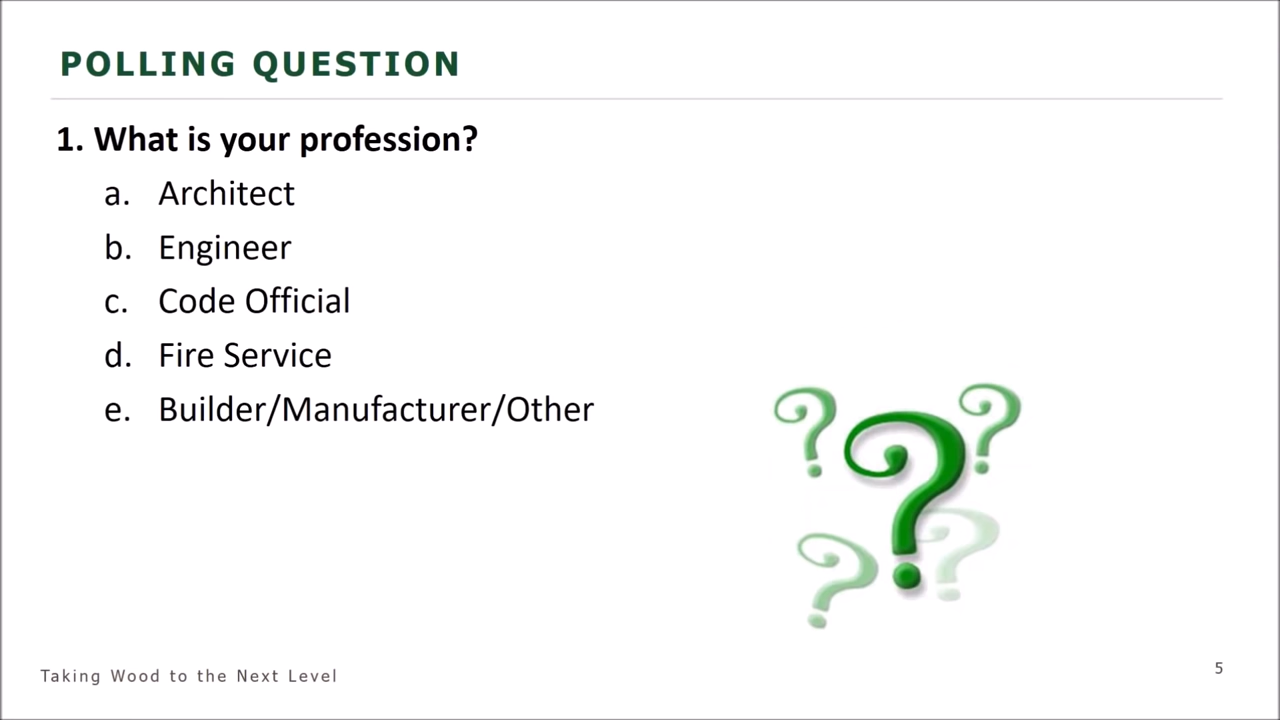 POLLING QUESTION
1. What is your profession?
a. Architect
b. Engineer
c. Code Official
d. Fire Service
e. Builder/Manufacturer/Other
Taking Wood to the Next Level
5